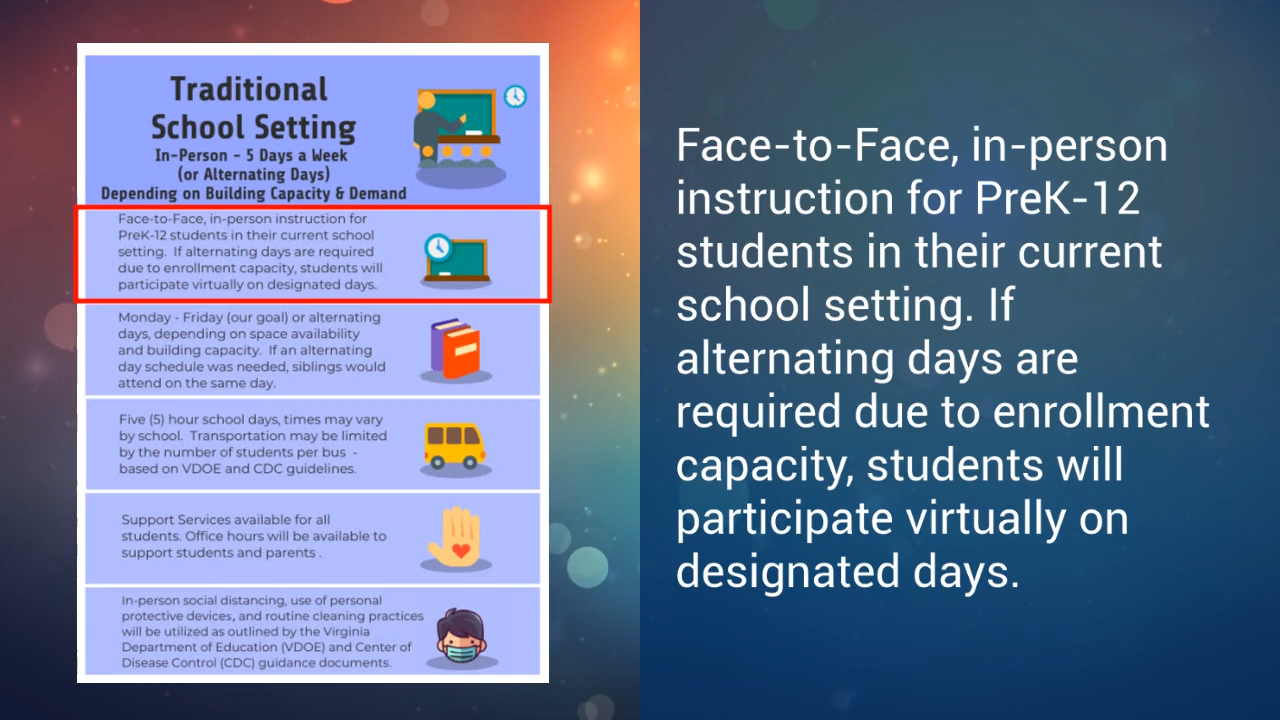 Traditional
School Setting
In-Person - 5 Days a Week
(or Alternating Days)
Depending on Building Capacity & Demand
Face-to-Face, in-person instruction for
PreK-12 students in their current school
setting. If alternating days are required
due to enrollment capacity, students will
participate virtually on designated days.
Monday - Friday (our goal) or alternating
days, depending on space availability
and building capacity. If an alternating
day schedule was needed, siblings would
attend on the same day.
Five (5) hour school days, times may vary
by school. Transportation may be limited
by the number of students per bus -
based on VDOE and CDC guidelines.
Support Services available for all
students. Office hours will be available to
support students and parents .
In-person social distancing, use of personal
protective devices, and routine cleaning practices
will be utilized as outlined by the Virginia
Department of Education (VDOE) and Center of
Disease Control (CDC) guidance documents.
Face-to-Face, in-person
instruction for PreK-12
students in their current
school setting. If
alternating days are
required due to enrollment
capacity, students will
participate virtually on
designated days.